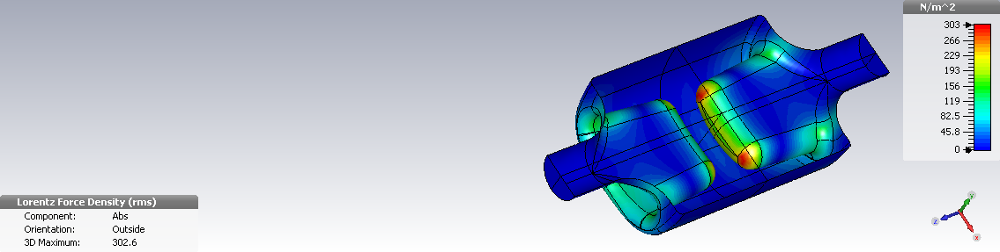 N/m^2
303
266
229
193
156
119
82.5
45.8
0
Lorentz Force Density (rms)
Component: Abs
Orientation: Outside
3D Maximum: 302.6
Y
Z
X